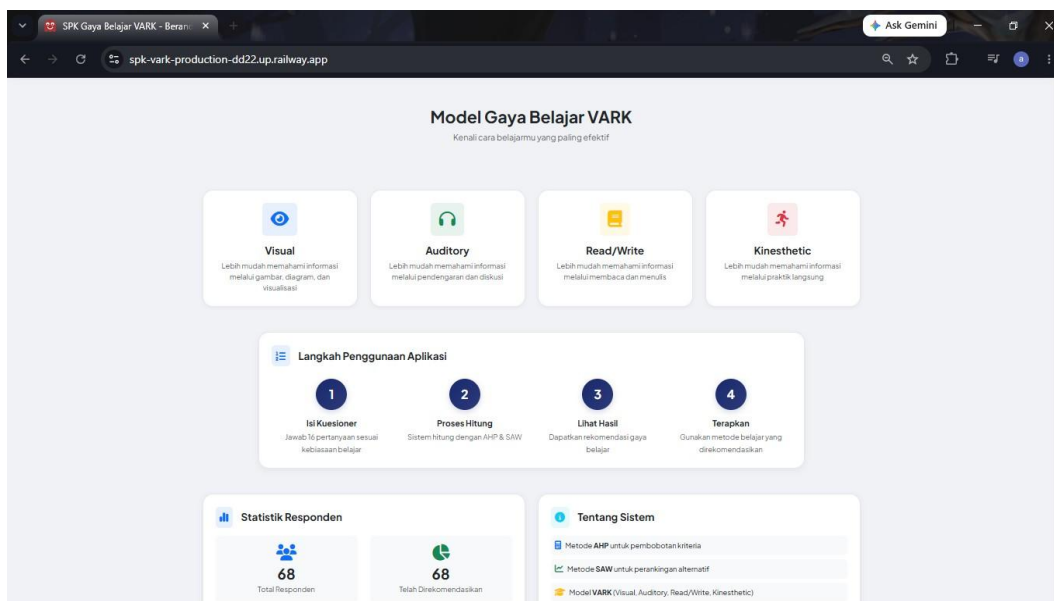 SPK Gaya Belajar VARK - Beran
Ask Gemini
spk-vark-production-dd22.up.railway.app
a
Model Gaya Belajar VARK
Kenali cara belajarmu yang paling efektif
Visual
Lebih mudah memahami informasi
melalui gambar, diagram, dan
visualisasi
Auditory
Lebih mudah memahami informasi
melalui pendengaran dan diskusi
Read/Write
Lebih mudah memahami informasi
melalui membaca dan menulis
Kinesthetic
Lebih mudah memahami informasi
melalui praktik langsung
Langkah Penggunaan Aplikasi
1
Isi Kuesioner
Jawab 16 pertanyaan sesuai
kebiasaan belajar
2
Proses Hitung
Sistem hitung dengan AHP & SAW
3
Lihat Hasil
Dapatkan rekomendasi gaya
belajar
4
Terapkan
Gunakan metode belajar yang
direkomendasikan
Statistik Responden
68
Total Responden
68
Telah Direkomendasikan
Tentang Sistem
Metode AHP untuk pembobotan kriteria
Metode SAW untuk perankingan alternatif
Model VARK (Visual, Auditory, Read/Write, Kinesthetic)